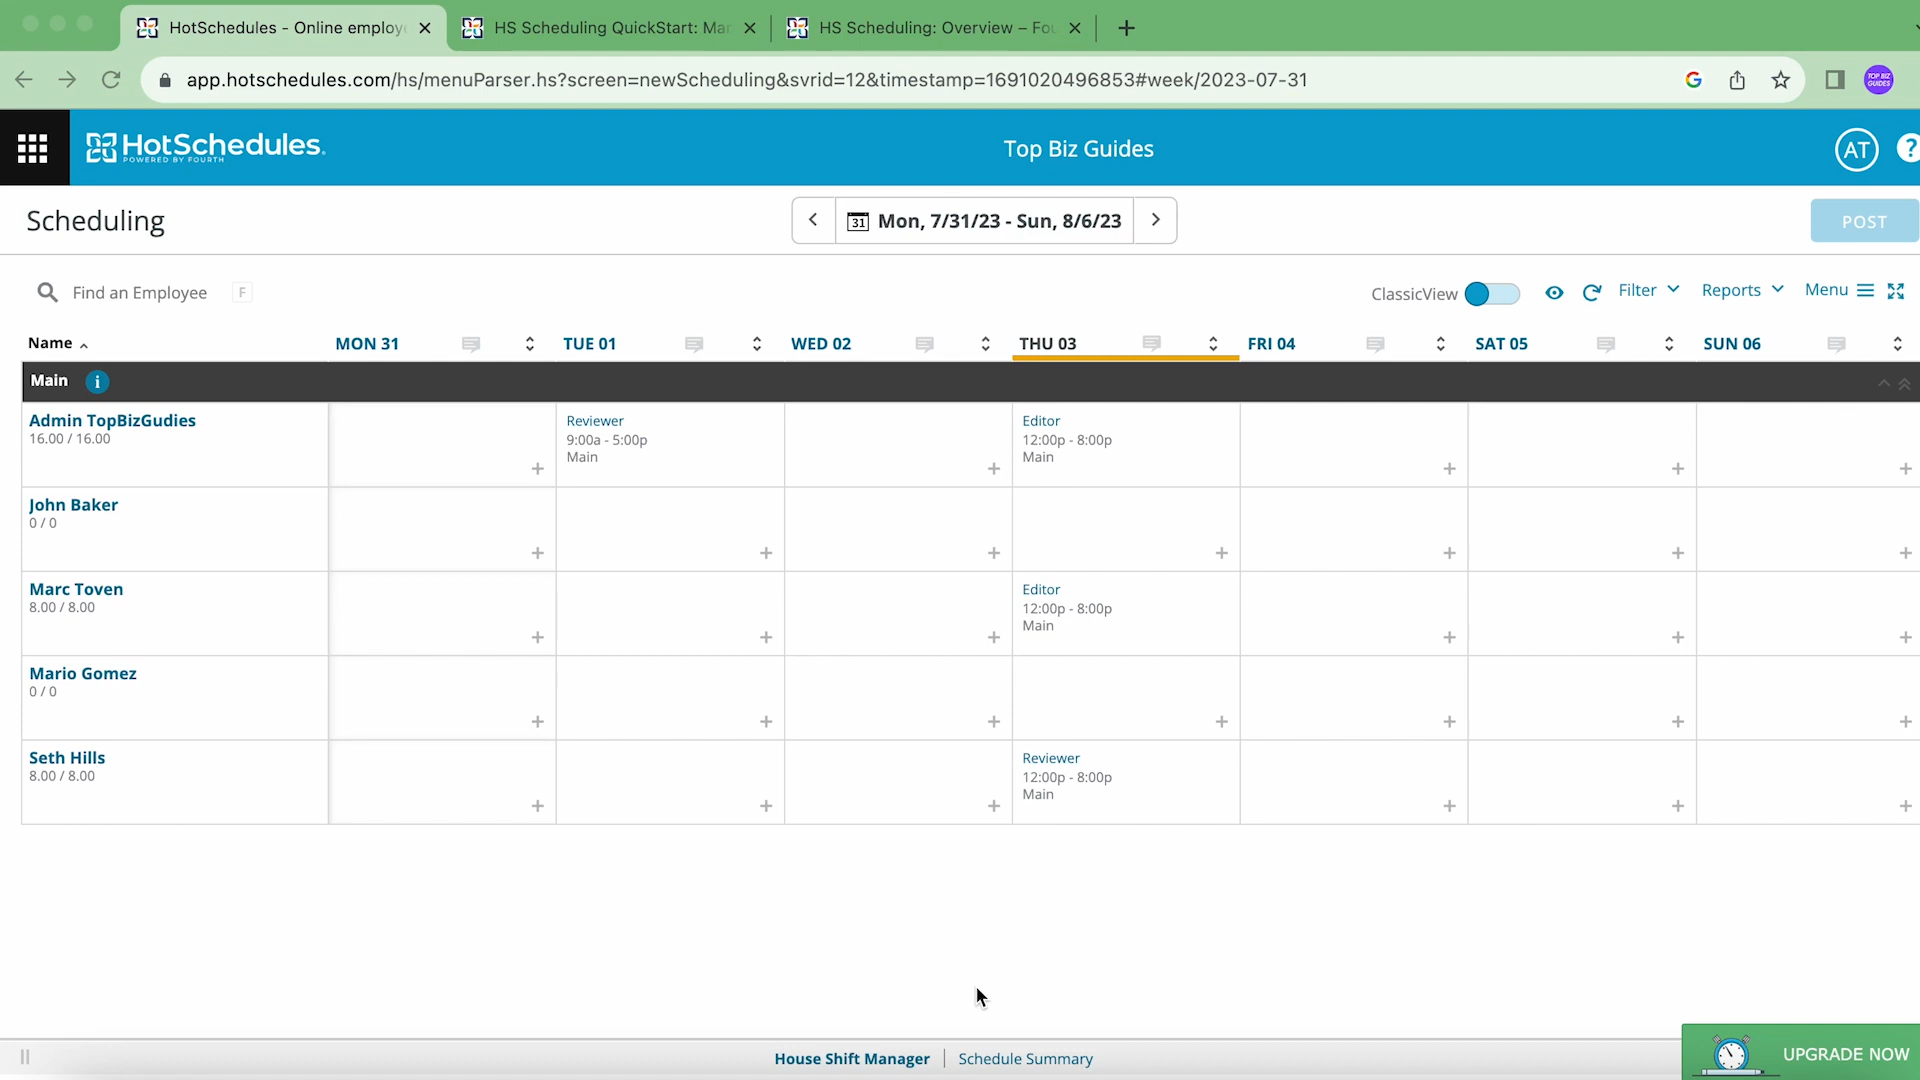 HotSchedules - Online employ
HS Scheduling QuickStart: Mar
HS Scheduling: Overview – Fou
app.hotschedules.com/hs/menuParser.hs?screen=newScheduling&svrid=12&timestamp=1691020496853#week/2023-07-31
TOP BIZ GUIDES
HotSchedules.
POWERED BY FOURTH
Top Biz Guides
AT
?
Scheduling
31 Mon, 7/31/23 - Sun, 8/6/23
POST
Find an Employee F
ClassicView
Filter
Reports
Menu
Name MON 31 TUE 01 WED 02 THU 03 FRI 04 SAT 05 SUN 06
Main i
Admin TopBizGudies
16.00 / 16.00
Reviewer
9:00a - 5:00p
Main
Editor
12:00p - 8:00p
Main
John Baker
0 / 0
Marc Toven
8.00 / 8.00
Editor
12:00p - 8:00p
Main
Mario Gomez
0 / 0
Seth Hills
8.00 / 8.00
Reviewer
12:00p - 8:00p
Main
House Shift Manager
Schedule Summary
UPGRADE NOW